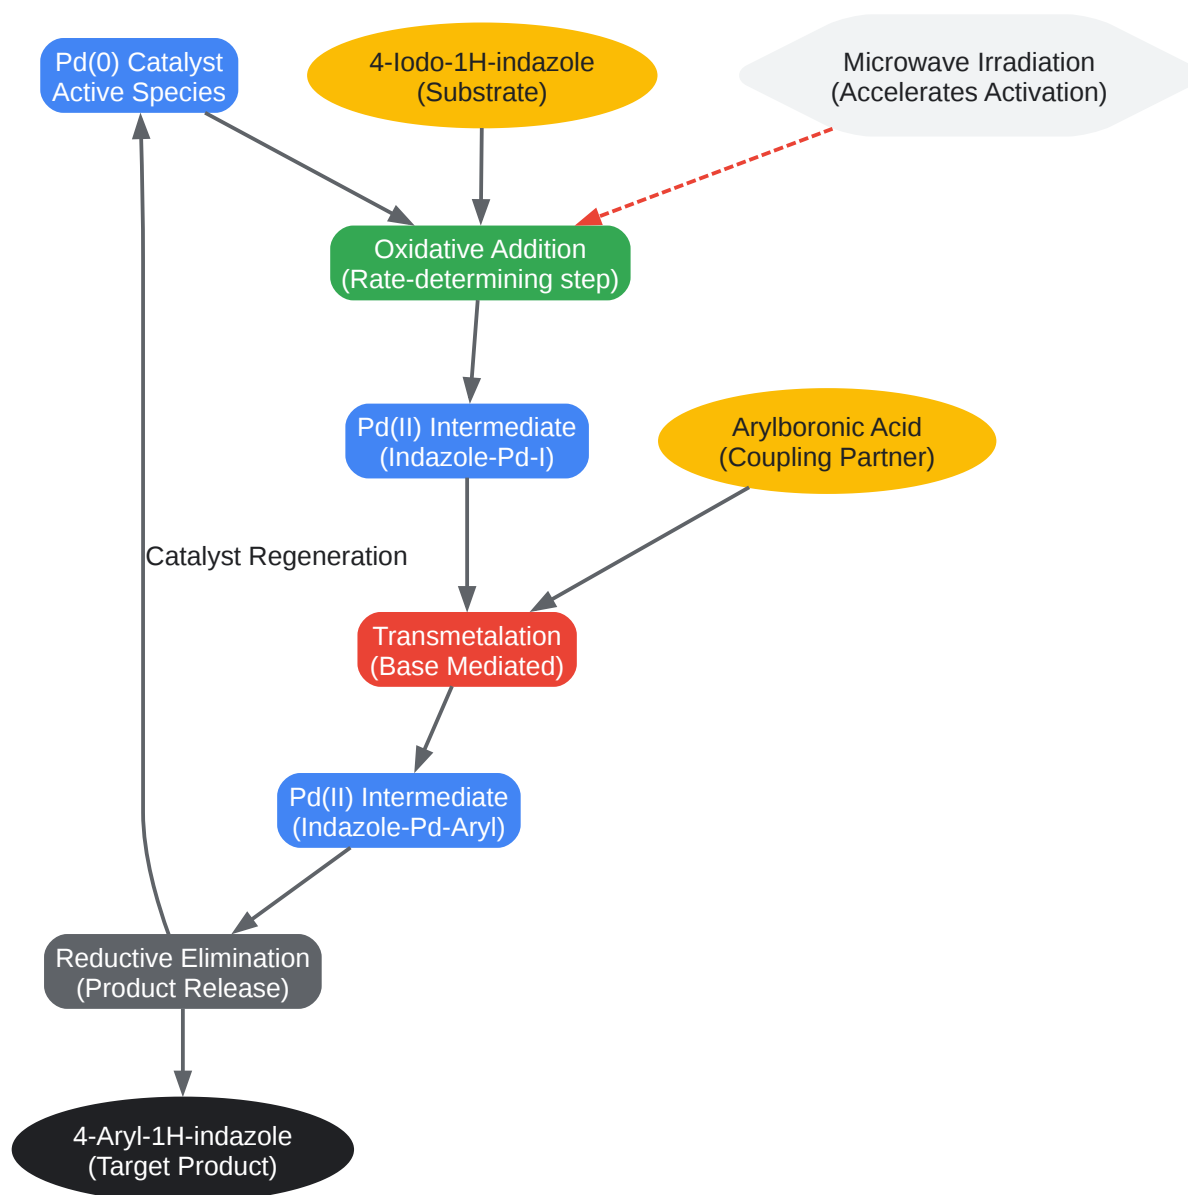 Pd(0) Catalyst
Active Species
4-Iodo-1H-indazole
(Substrate)
Microwave Irradiation
(Accelerates Activation)
Oxidative Addition
(Rate-determining step)
Pd(II) Intermediate
(Indazole-Pd-I)
Arylboronic Acid
(Coupling Partner)
Catalyst Regeneration
Transmetalation
(Base Mediated)
Pd(II) Intermediate
(Indazole-Pd-Aryl)
Reductive Elimination
(Product Release)
4-Aryl-1H-indazole
(Target Product)